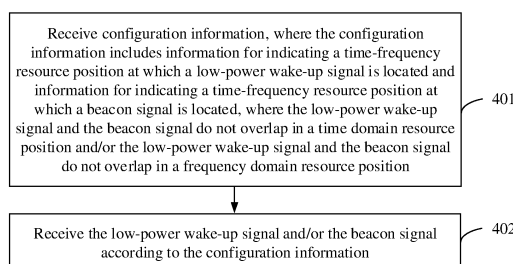 Receive configuration information, where the configuration
information includes information for indicating a time-frequency
resource position at which a low-power wake-up signal is located and
information for indicating a time-frequency resource position at
which a beacon signal is located, where the low-power wake-up
signal and the beacon signal do not overlap in a time domain resource
position and/or the low-power wake-up signal and the beacon signal
do not overlap in a frequency domain resource position
401
Receive the low-power wake-up signal and/or the beacon signal
according to the configuration information
402